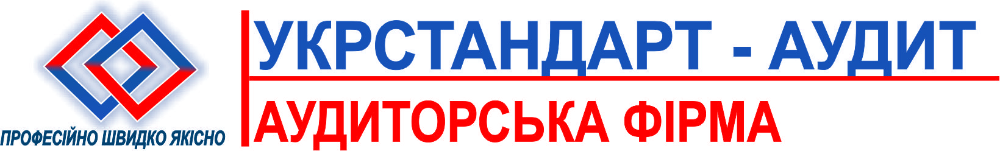 УКРСТАНДАРТ - АУДИТ
АУДИТОРСЬКА ФІРМА
ПРОФЕСІЙНО ШВИДКО ЯКІСНО